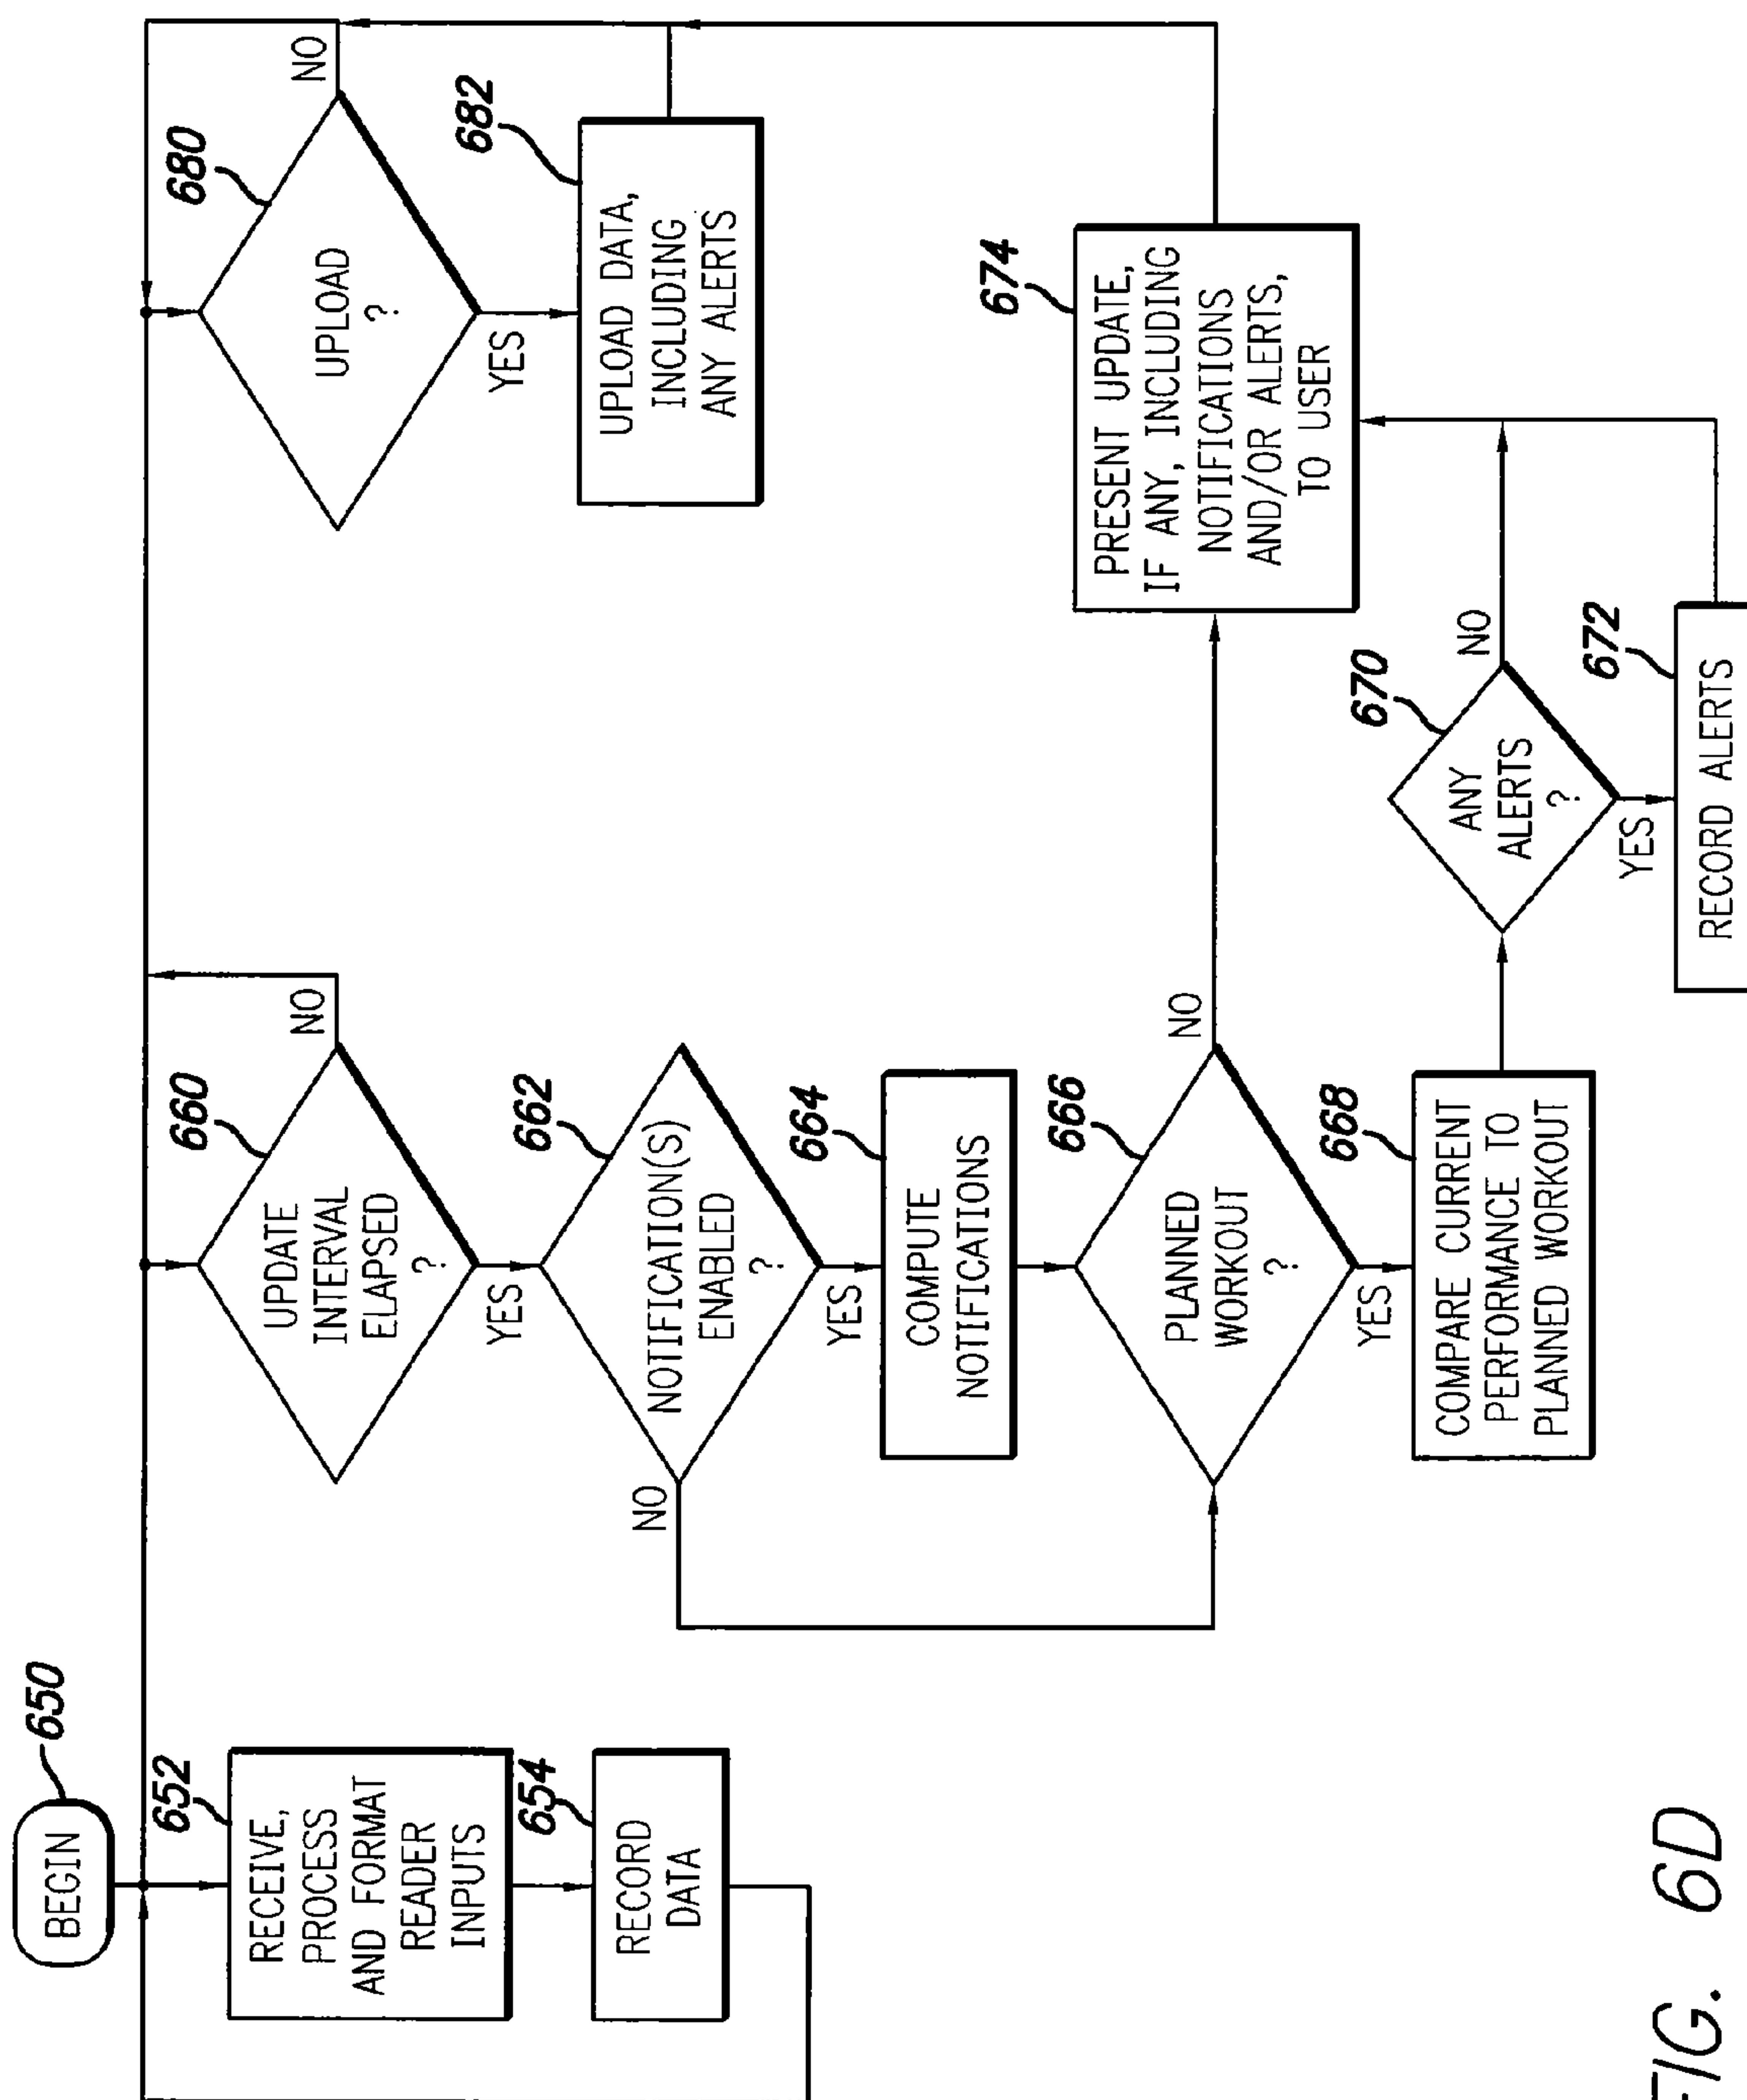 BEGIN
650
652
RECEIVE,
PROCESS
AND FORMAT
READER
INPUTS
654
RECORD
DATA
660
UPDATE
INTERVAL
ELAPSED
?
NO
YES
662
NOTIFICATION(S)
ENABLED
?
NO
YES
664
COMPUTE
NOTIFICATIONS
666
PLANNED
WORKOUT
?
NO
YES
668
COMPARE CURRENT
PERFORMANCE TO
PLANNED WORKOUT
670
ANY
ALERTS
?
NO
YES
672
RECORD ALERTS
674
PRESENT UPDATE,
IF ANY, INCLUDING
NOTIFICATIONS
AND/OR ALERTS,
TO USER
680
UPLOAD
?
NO
YES
682
UPLOAD DATA,
INCLUDING
ANY ALERTS
FIG. 6D